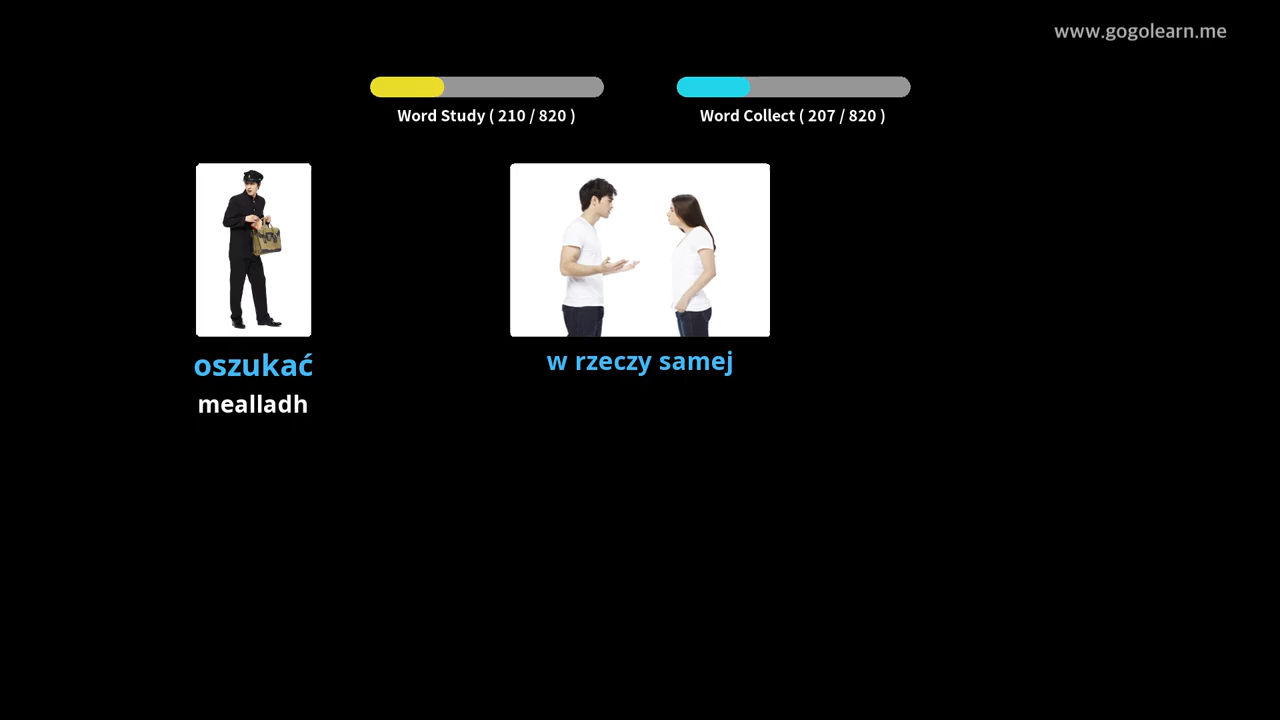 www.gogolearn.me
Word Study ( 210 / 820 )
Word Collect ( 207 / 820 )
oszukać
mealladh
w rzeczy samej